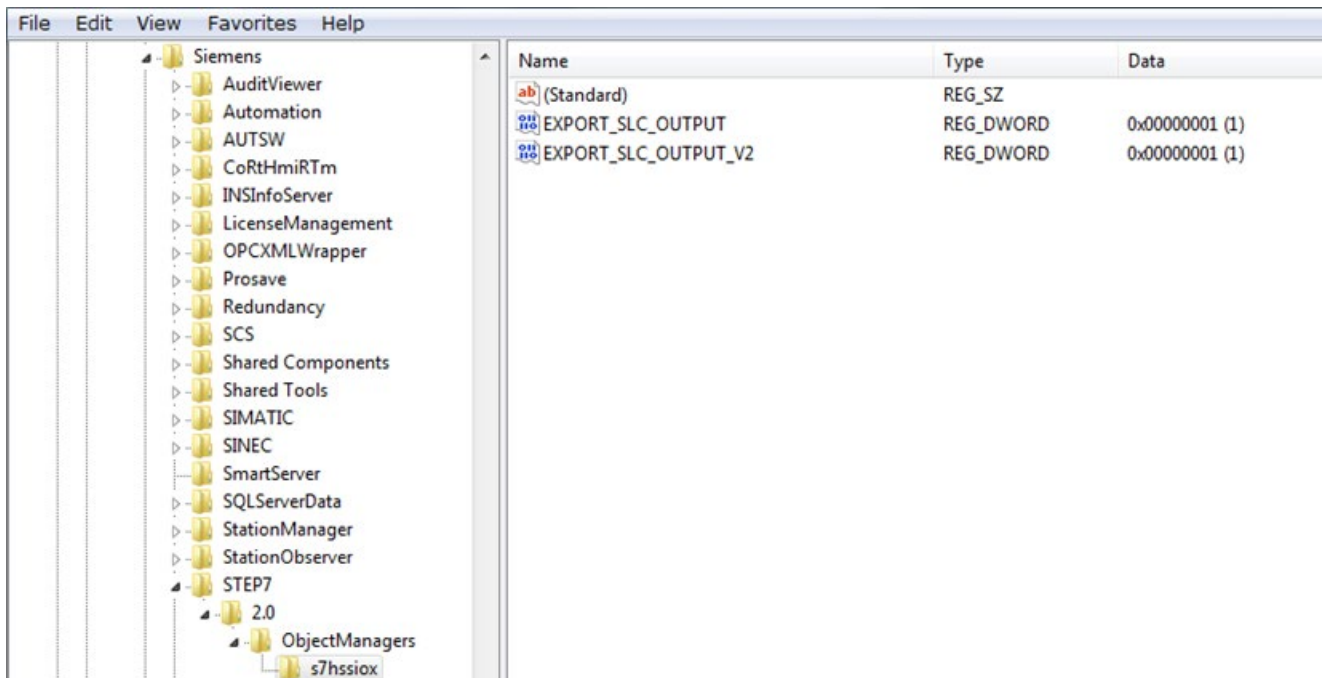 File Edit View Favorites Help
Siemens
AuditViewer
Automation
AUTSW
CoRtHmiRTm
INSInfoServer
LicenseManagement
OPCXMLWrapper
Prosave
Redundancy
SCS
Shared Components
Shared Tools
SIMATIC
SINEC
SmartServer
SQLServerData
StationManager
StationObserver
STEP7
2.0
ObjectManagers
s7hssiox
Name Type Data
(Standard) REG_SZ
EXPORT_SLC_OUTPUT REG_DWORD 0x00000001 (1)
EXPORT_SLC_OUTPUT_V2 REG_DWORD 0x00000001 (1)